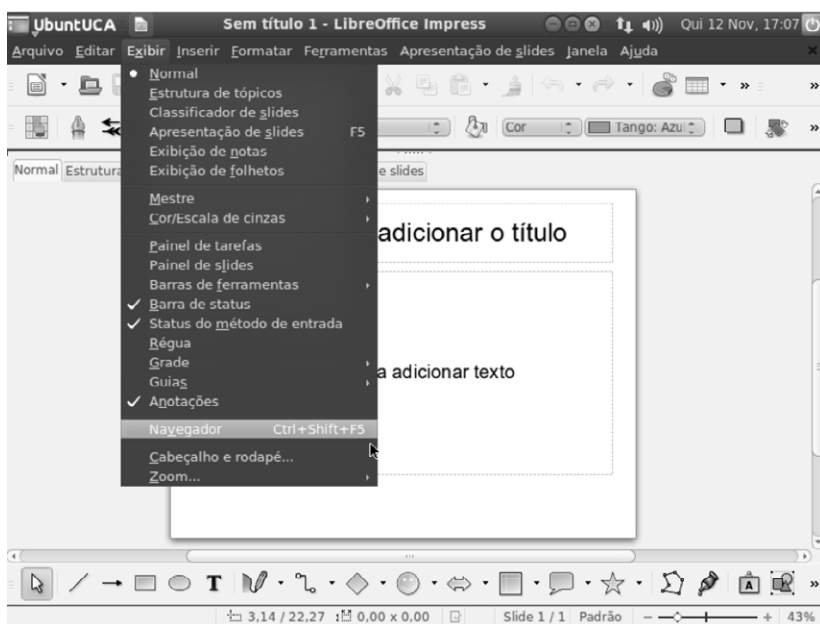 UbuntUCA Sem título 1 - LibreOffice Impress Qui 12 Nov, 17:07
Arquivo Editar Exibir Inserir Formatar Ferramentas Apresentação de slides Janela Ajuda
Normal
Estrutura de tópicos
Classificador de slides
Apresentação de slides F5
Exibição de notas
Exibição de folhetos
Mestre
Cor/Escala de cinzas
Painel de tarefas
Painel de slides
Barras de ferramentas
Barra de status
Status do método de entrada
Régua
Grade
Guias
Anotações
Navegador Ctrl+Shift+F5
Cabeçalho e rodapé...
Zoom...
Cor Tango: Azul
Normal Estrutura e slides
adicionar o título
a adicionar texto
3,14 / 22,27 0,00 x 0,00 Slide 1 / 1 Padrão 43%